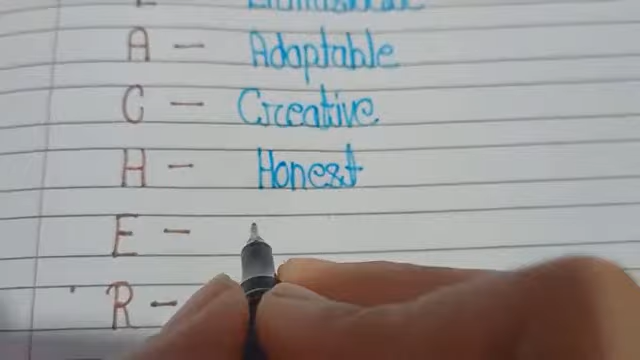 A - Adaptable
C - Creative
H - Honest
E -
R -